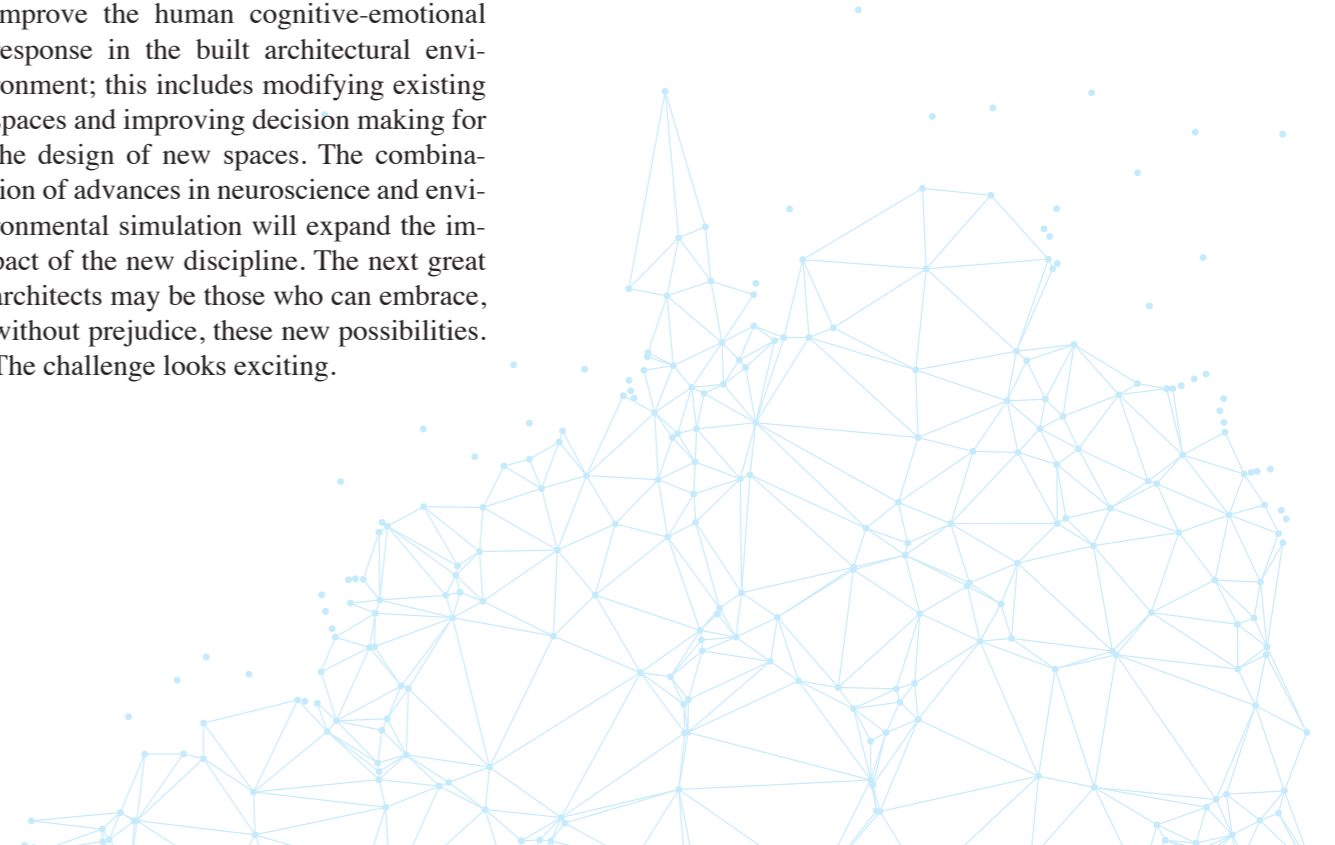 mprove the human cognitive-emotional
esponse in the built architectural envi-
onment; this includes modifying existing
spaces and improving decision making for
he design of new spaces. The combina-
ion of advances in neuroscience and envi-
onmental simulation will expand the im-
pact of the new discipline. The next great
architects may be those who can embrace,
without prejudice, these new possibilities.
The challenge looks exciting.